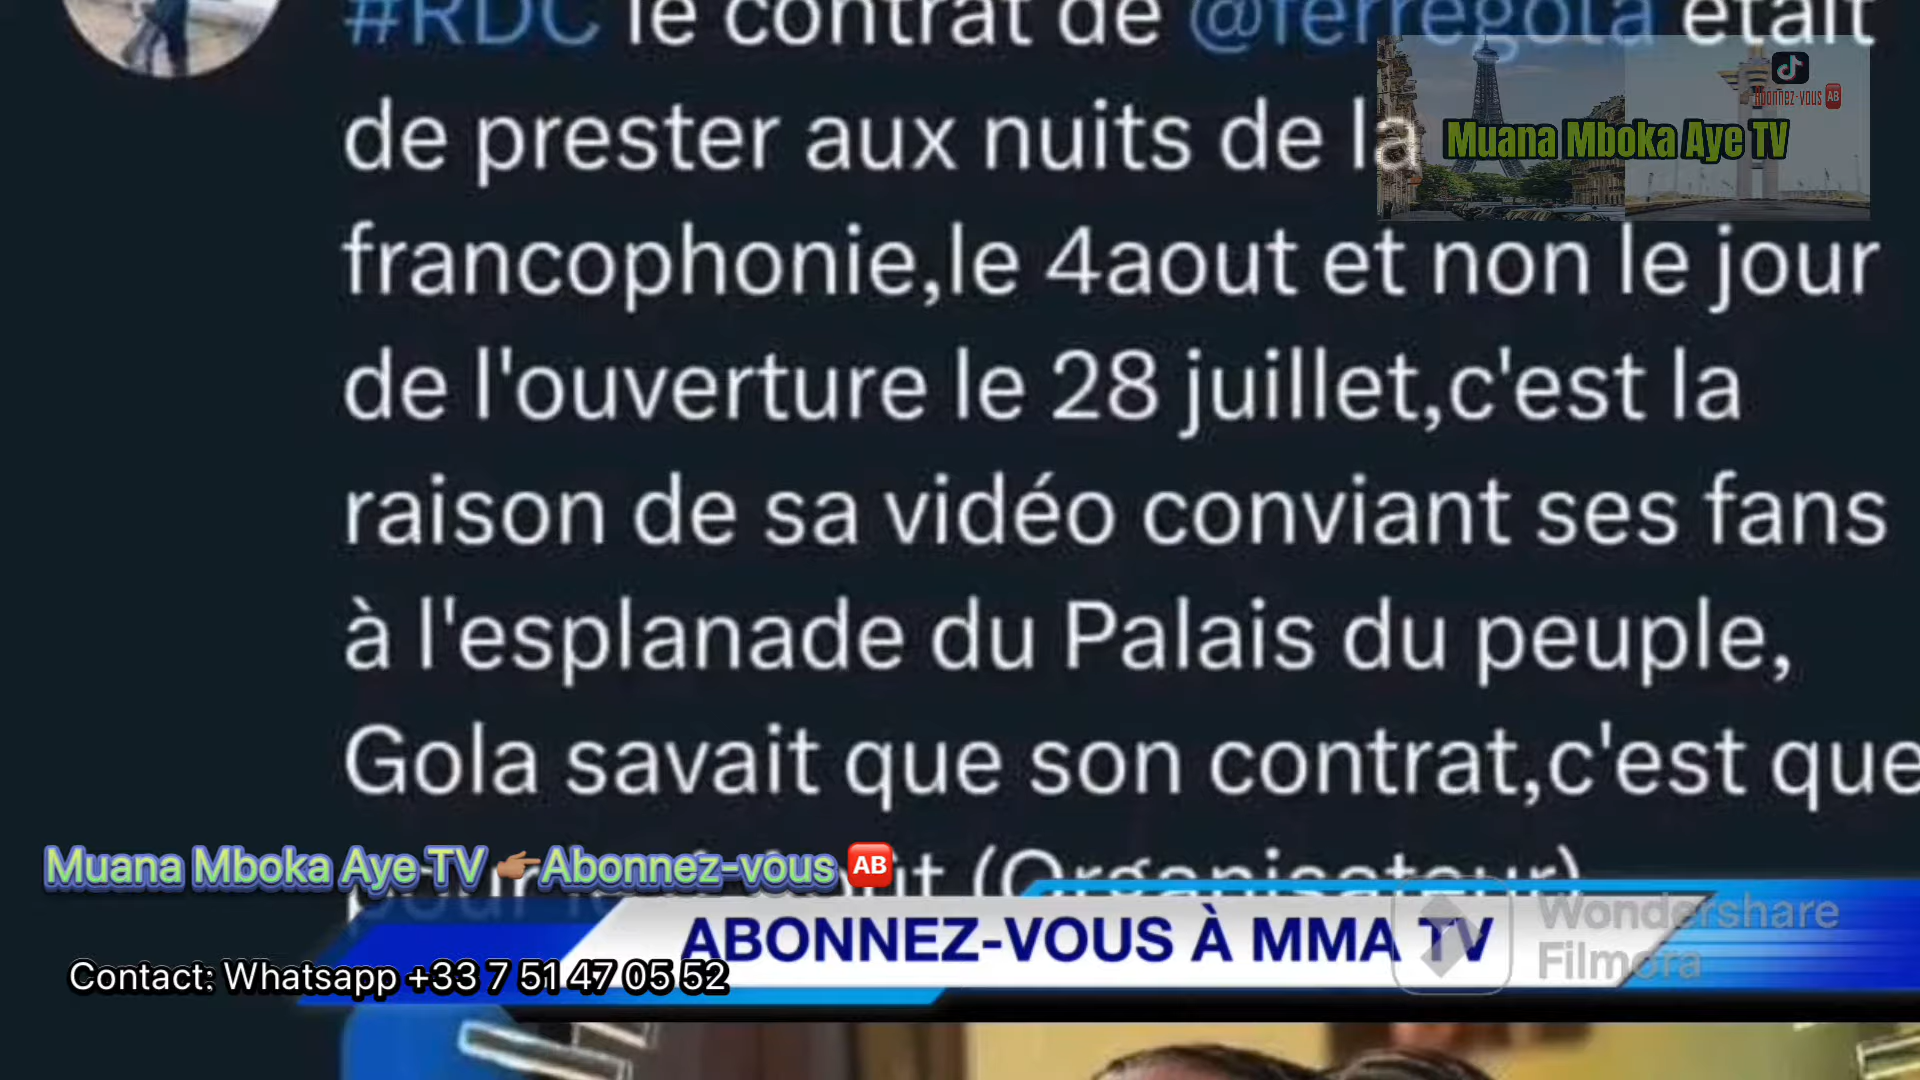 #RDC le contrat de @ferregola était
de prester aux nuits de la
francophonie,le 4aout et non le jour
de l'ouverture le 28 juillet,c'est la
raison de sa vidéo conviant ses fans
à l'esplanade du Palais du peuple,
Gola savait que son contrat,c'est que
(Organisateur)
Abonnez-vous 🆎
Muana Mboka Aye TV
Muana Mboka Aye TV 👉🏽Abonnez-vous 🆎
ABONNEZ-VOUS À MMA TV
Wondershare
Filmora
Contact: Whatsapp +33 7 51 47 05 52